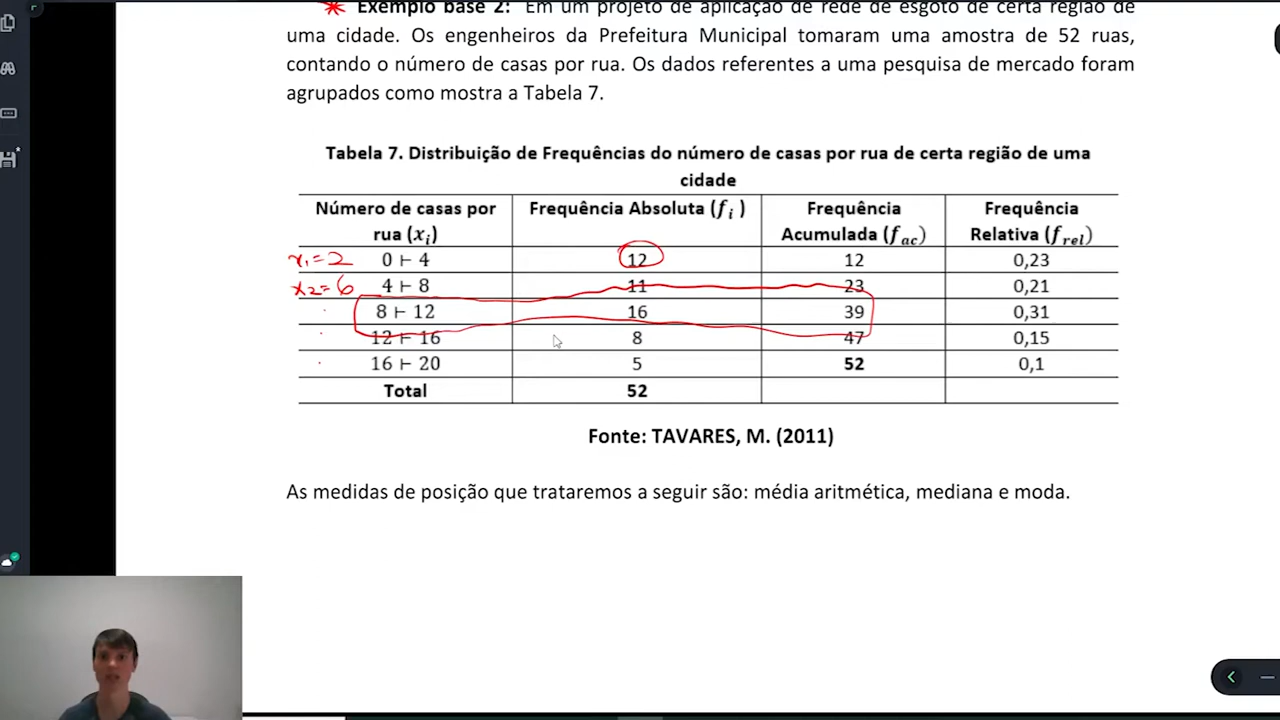 * Exemplo base 2: Em um projeto de aplicação de rede de esgoto de certa região de
uma cidade. Os engenheiros da Prefeitura Municipal tomaram uma amostra de 52 ruas,
contando o número de casas por rua. Os dados referentes a uma pesquisa de mercado foram
agrupados como mostra a Tabela 7.
Tabela 7. Distribuição de Frequências do número de casas por rua de certa região de uma
cidade
Número de casas por rua (xᵢ) Frequência Absoluta (fᵢ) Frequência Acumulada (f_ac) Frequência Relativa (f_rel)
x₁=2 0 ⊢ 4 12 12 0,23
x₂=6 4 ⊢ 8 11 23 0,21
8 ⊢ 12 16 39 0,31
12 ⊢ 16 8 47 0,15
16 ⊢ 20 5 52 0,1
Total 52
Fonte: TAVARES, M. (2011)
As medidas de posição que trataremos a seguir são: média aritmética, mediana e moda.